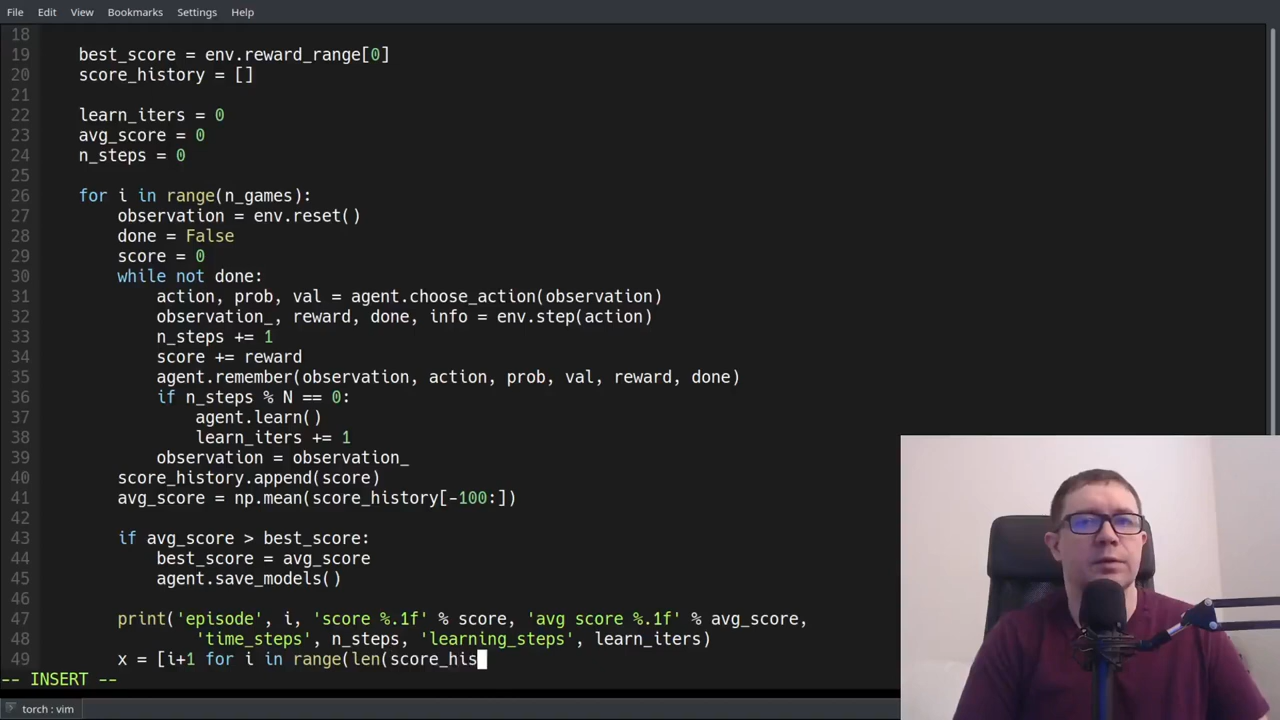 File Edit View Bookmarks Settings Help
18
19 best_score = env.reward_range[0]
20 score_history = []
21
22 learn_iters = 0
23 avg_score = 0
24 n_steps = 0
25
26 for i in range(n_games):
27 observation = env.reset()
28 done = False
29 score = 0
30 while not done:
31 action, prob, val = agent.choose_action(observation)
32 observation_, reward, done, info = env.step(action)
33 n_steps += 1
34 score += reward
35 agent.remember(observation, action, prob, val, reward, done)
36 if n_steps % N == 0:
37 agent.learn()
38 learn_iters += 1
39 observation = observation_
40 score_history.append(score)
41 avg_score = np.mean(score_history[-100:])
42
43 if avg_score > best_score:
44 best_score = avg_score
45 agent.save_models()
46
47 print('episode', i, 'score %.1f' % score, 'avg score %.1f' % avg_score,
48 'time_steps', n_steps, 'learning_steps', learn_iters)
49 x = [i+1 for i in range(len(score_his
-- INSERT --
torch : vim